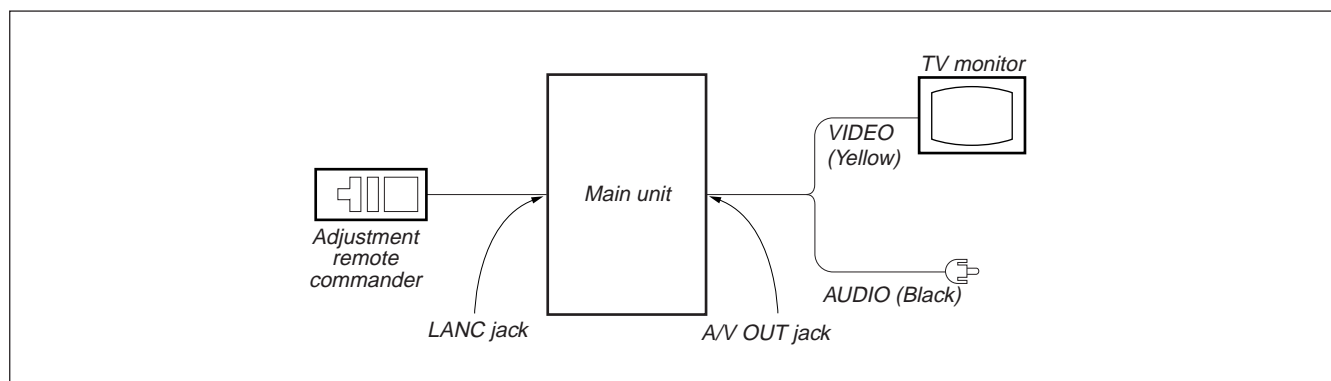 TV monitor
VIDEO
(Yellow)
Main unit
Adjustment
remote
commander
AUDIO (Black)
LANC jack
A/V OUT jack